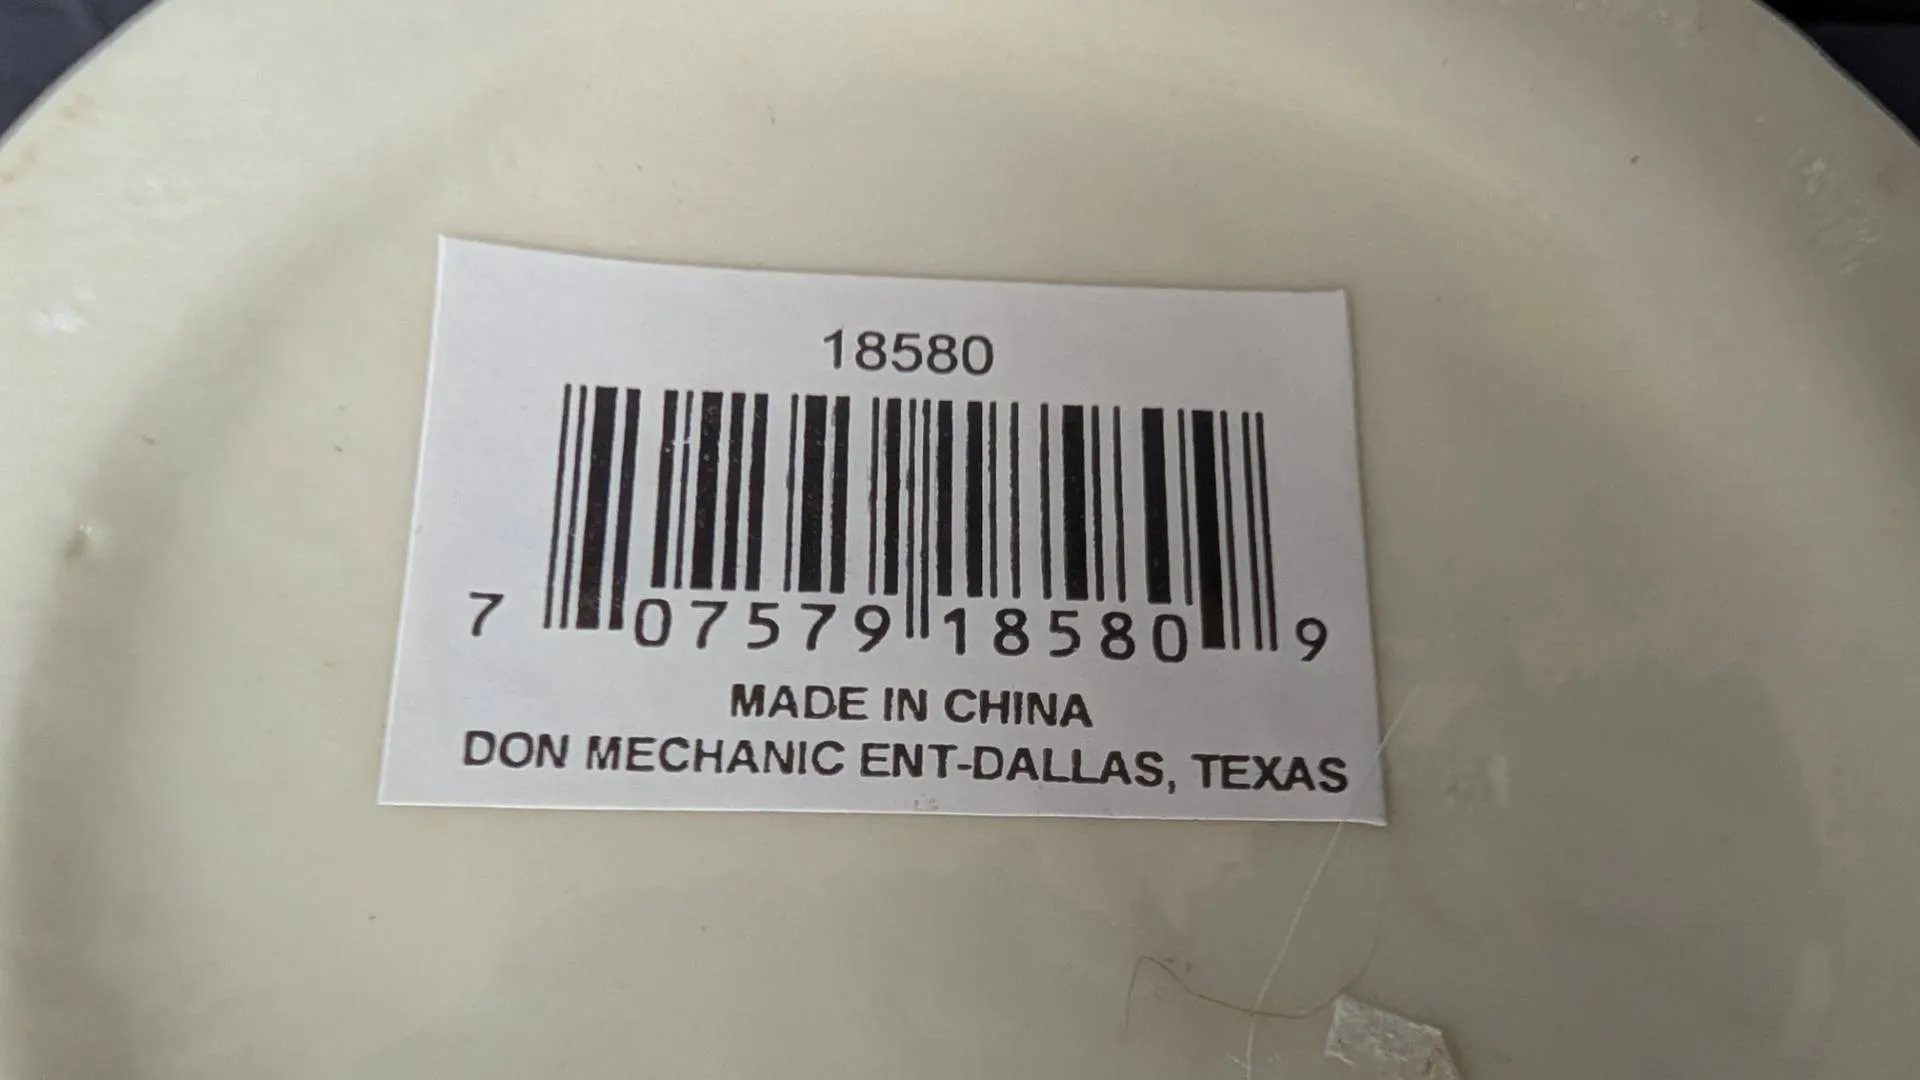 18580
7 07579 18580 9
MADE IN CHINA
DON MECHANIC ENT-DALLAS, TEXAS